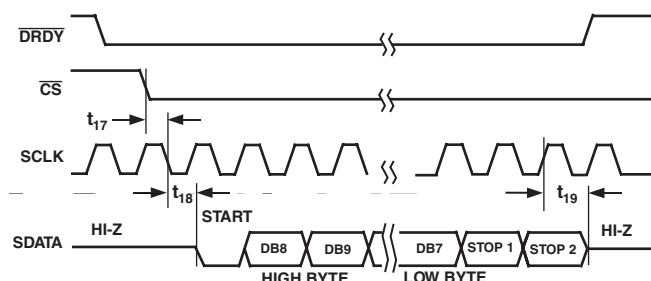 DRDY
CS
t17
SCLK
t18
t19
START
SDATA
HI-Z
DB8
DB9
DB7
STOP 1
STOP 2
HI-Z
HIGH BYTE
LOW BYTE